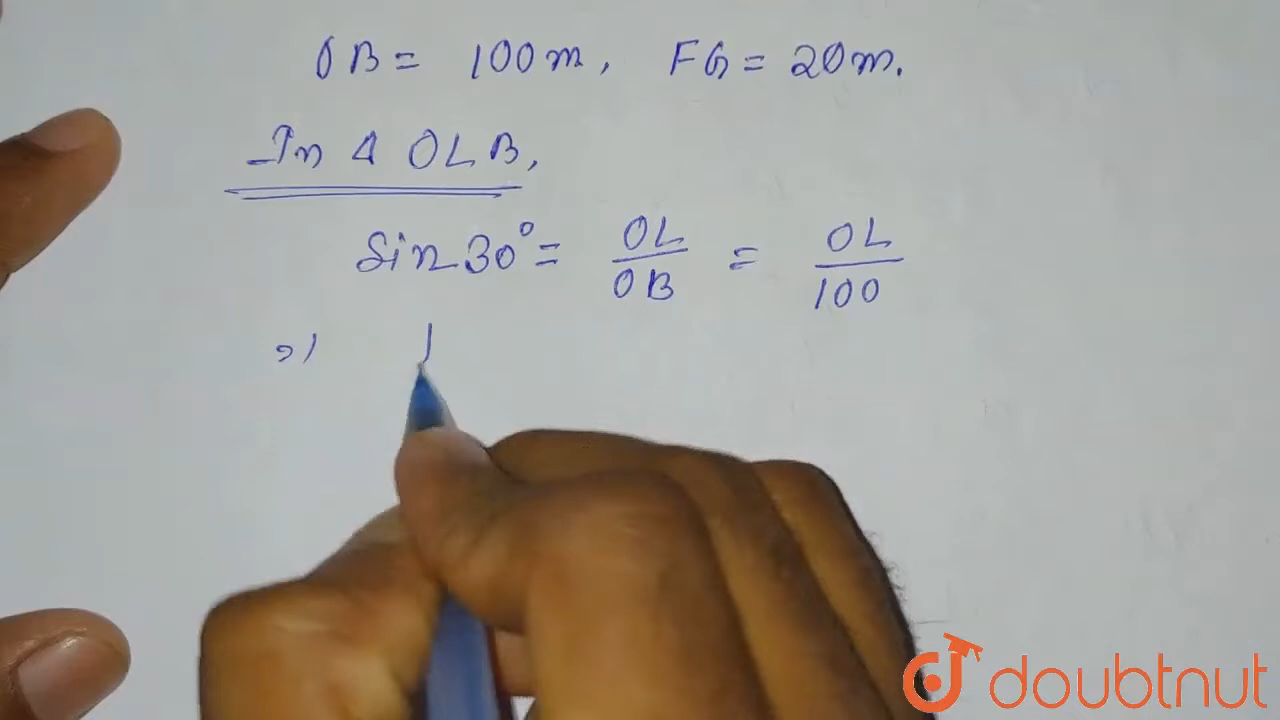 OB = 100m, FG = 20m.
In Δ OLB,
Sin 30° = OL/OB = OL/100
⇒ 1
doubtnut